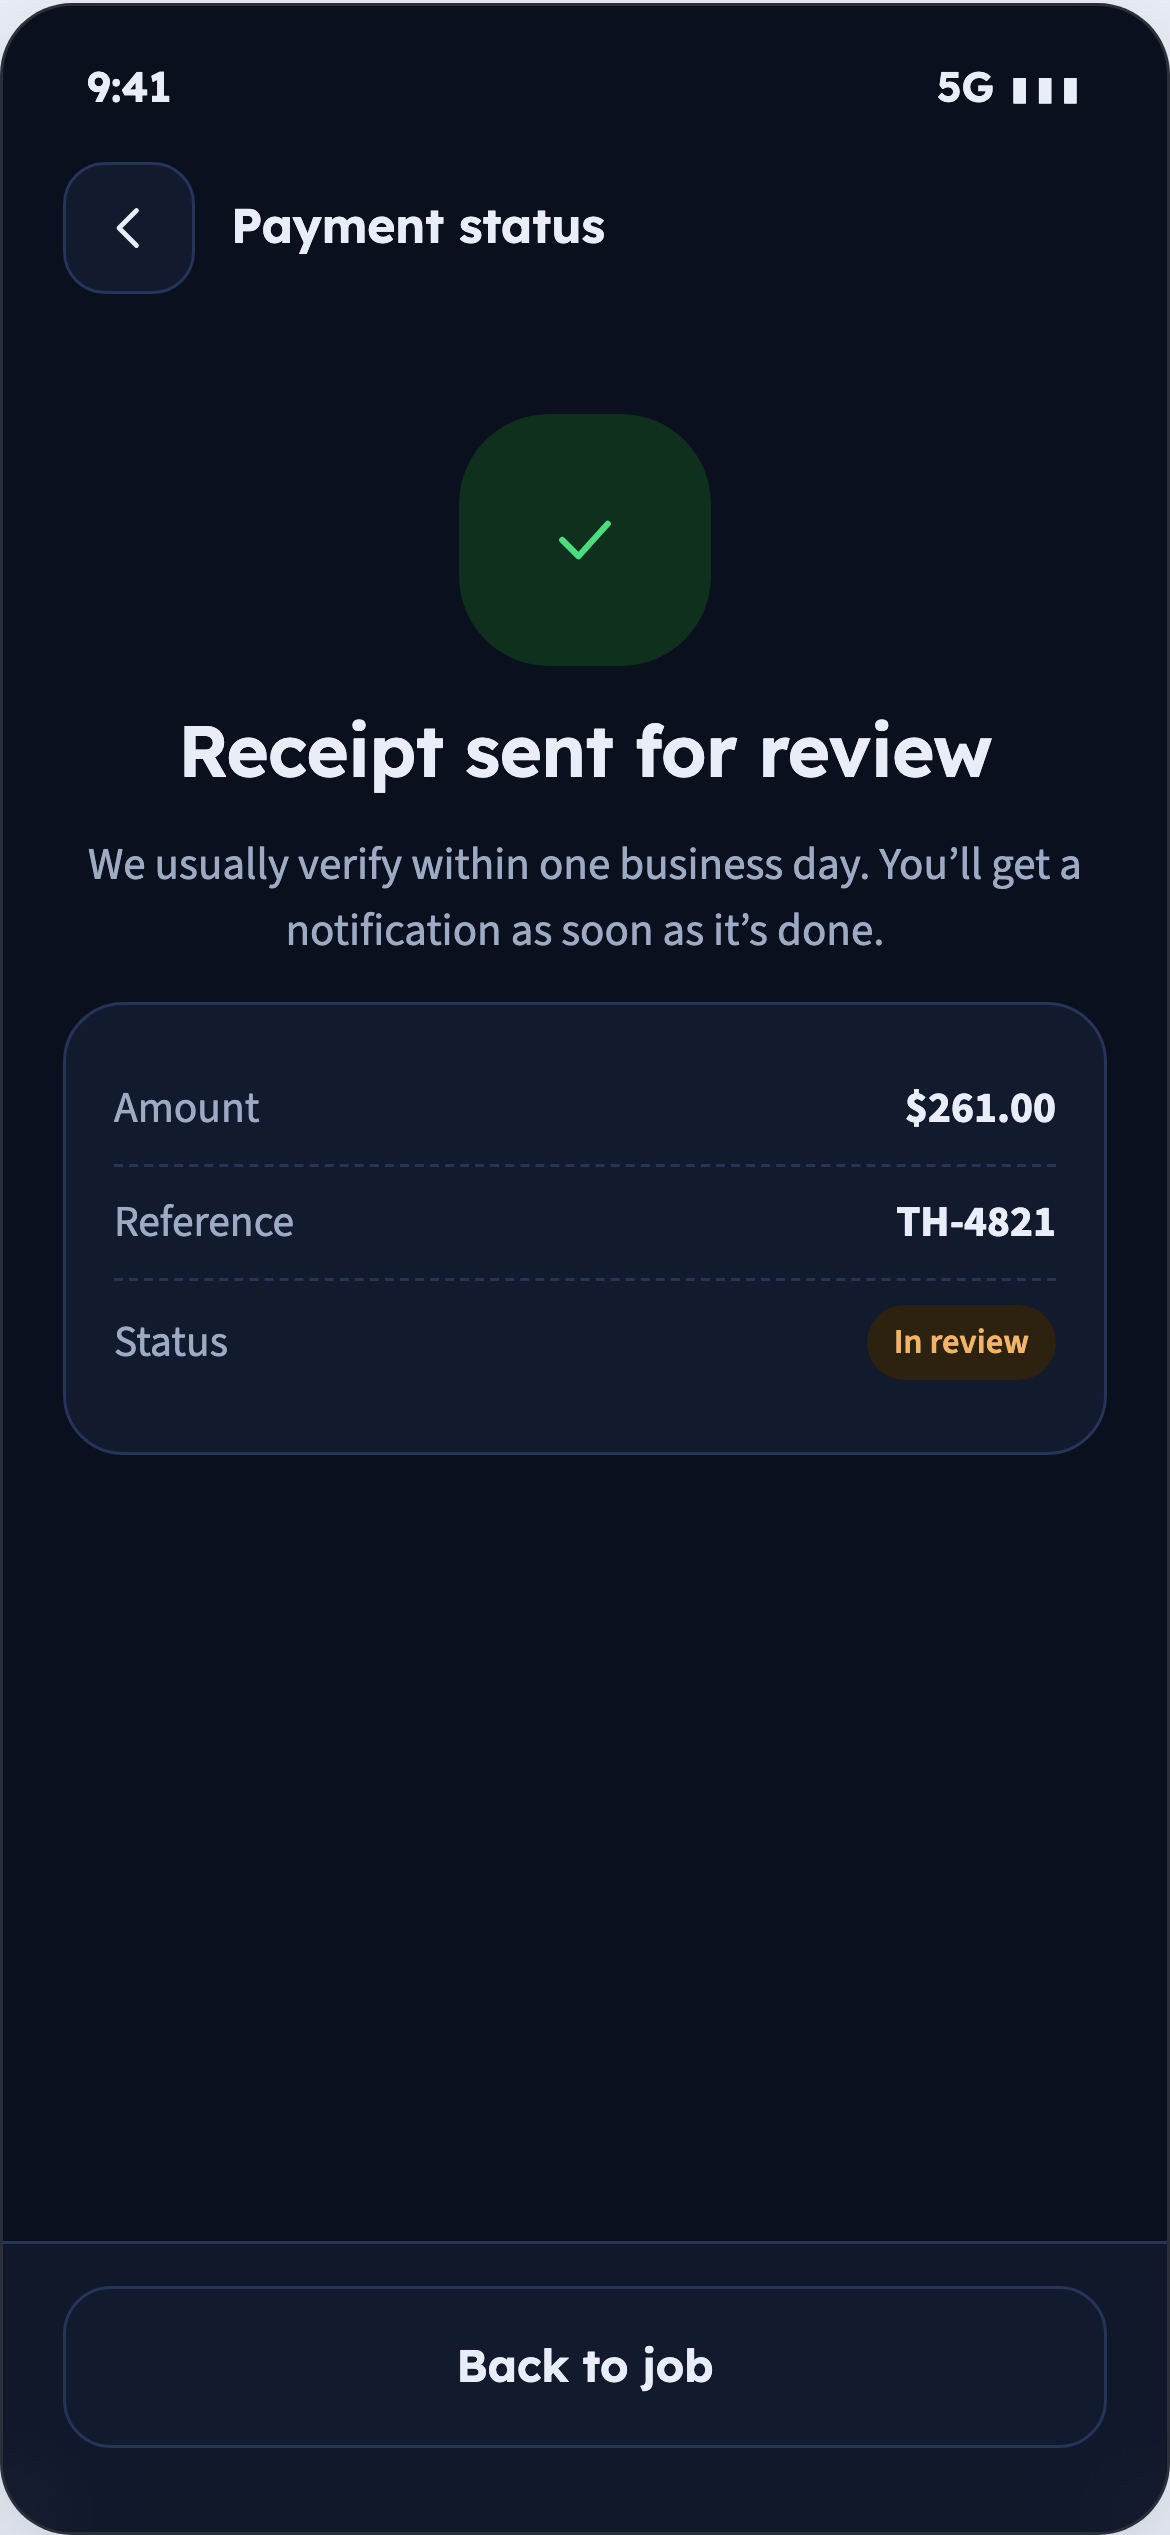 9:41
5G
Payment status
Receipt sent for review
We usually verify within one business day. You’ll get a
notification as soon as it’s done.
Amount $261.00
Reference TH-4821
Status In review
Back to job